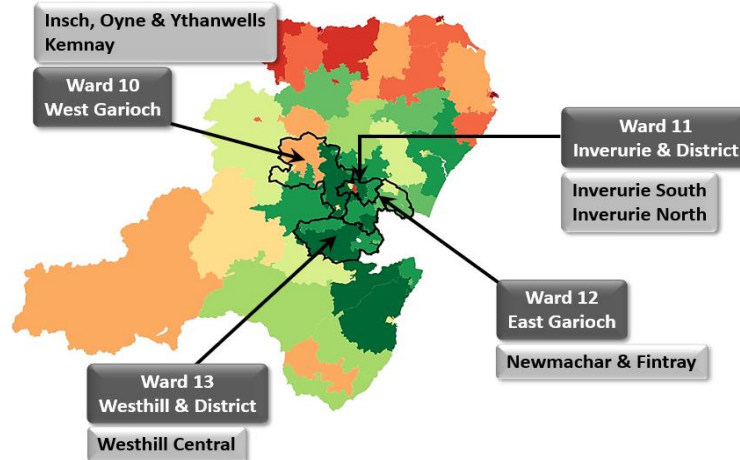 Insch, Oyne & Ythanwells
Kemnay
Ward 10
West Garioch
Ward 11
Inverurie & District
Inverurie South
Inverurie North
Ward 12
East Garioch
Newmachar & Fintray
Ward 13
Westhill & District
Westhill Central